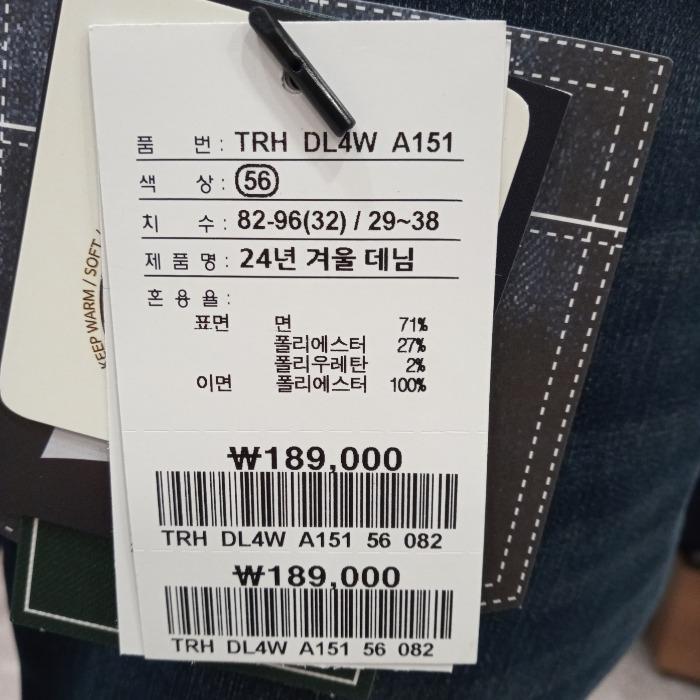 품 번 : TRH DL4W A151
색 상 : 56
치 수 : 82-96(32) / 29~38
제 품 명 : 24년 겨울 데님
혼 용 율 :
표면 면 71%
폴리에스터 27%
폴리우레탄 2%
이면 폴리에스터 100%
₩189,000
TRH DL4W A151 56 082
₩189,000
TRH DL4W A151 56 082
KEEP WARM / SOFT /